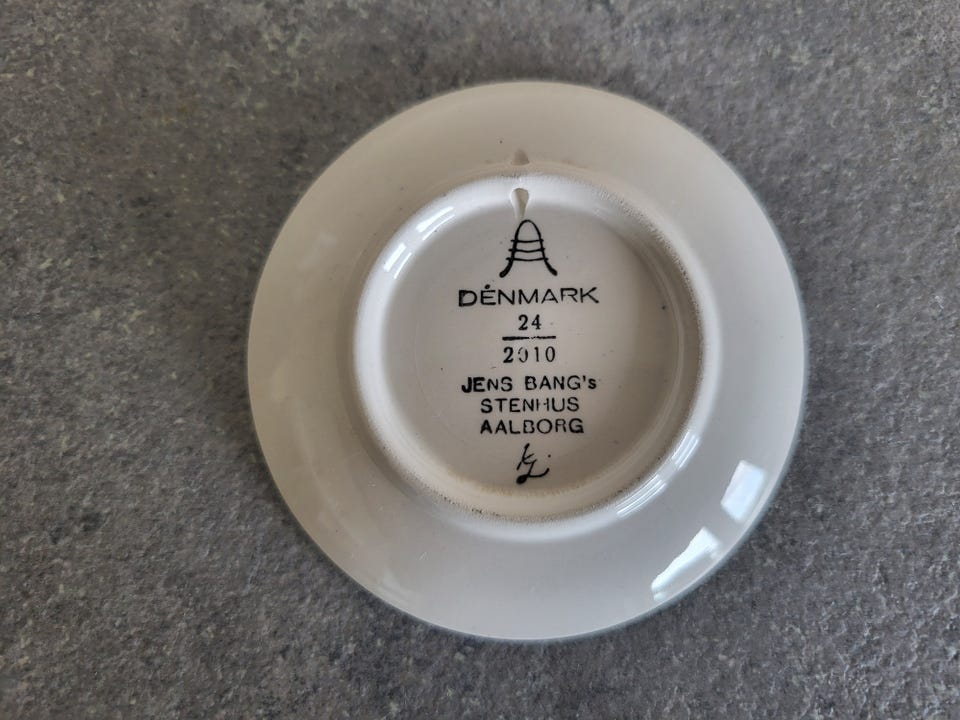 DENMARK
24
2010
JENS BANG's
STENHUS
AALBORG